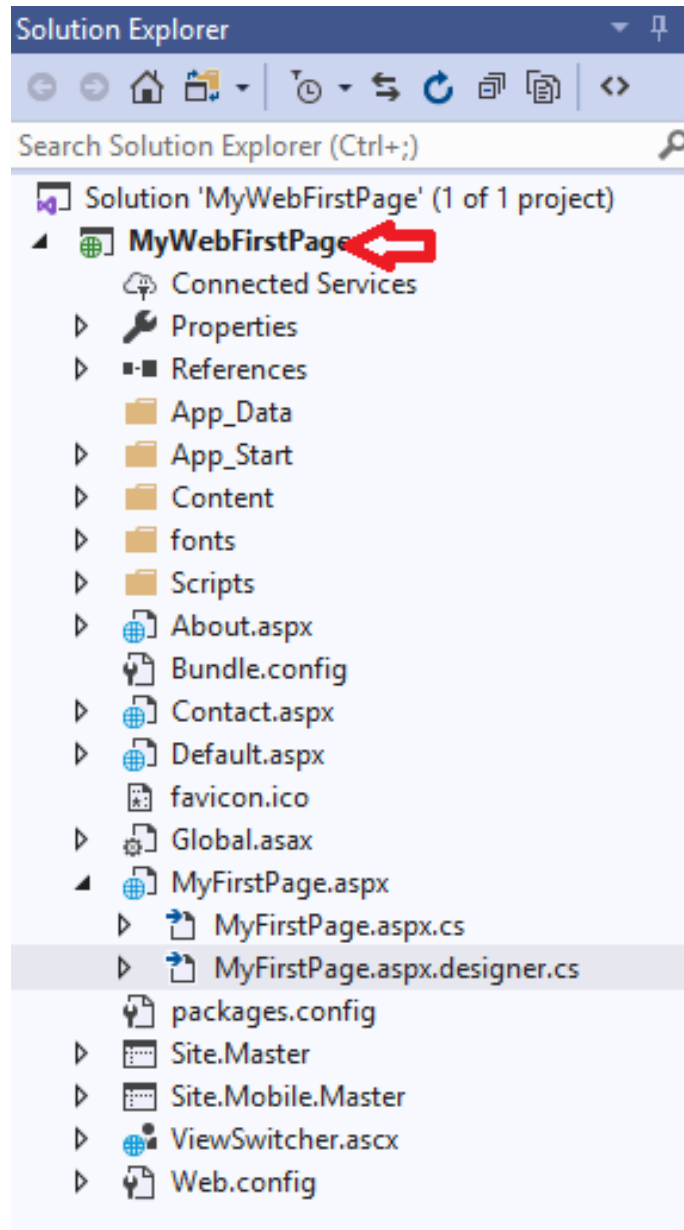 Solution Explorer
Search Solution Explorer (Ctrl+;)
Solution 'MyWebFirstPage' (1 of 1 project)
MyWebFirstPage
Connected Services
Properties
References
App_Data
App_Start
Content
fonts
Scripts
About.aspx
Bundle.config
Contact.aspx
Default.aspx
favicon.ico
Global.asax
MyFirstPage.aspx
MyFirstPage.aspx.cs
MyFirstPage.aspx.designer.cs
packages.config
Site.Master
Site.Mobile.Master
ViewSwitcher.ascx
Web.config